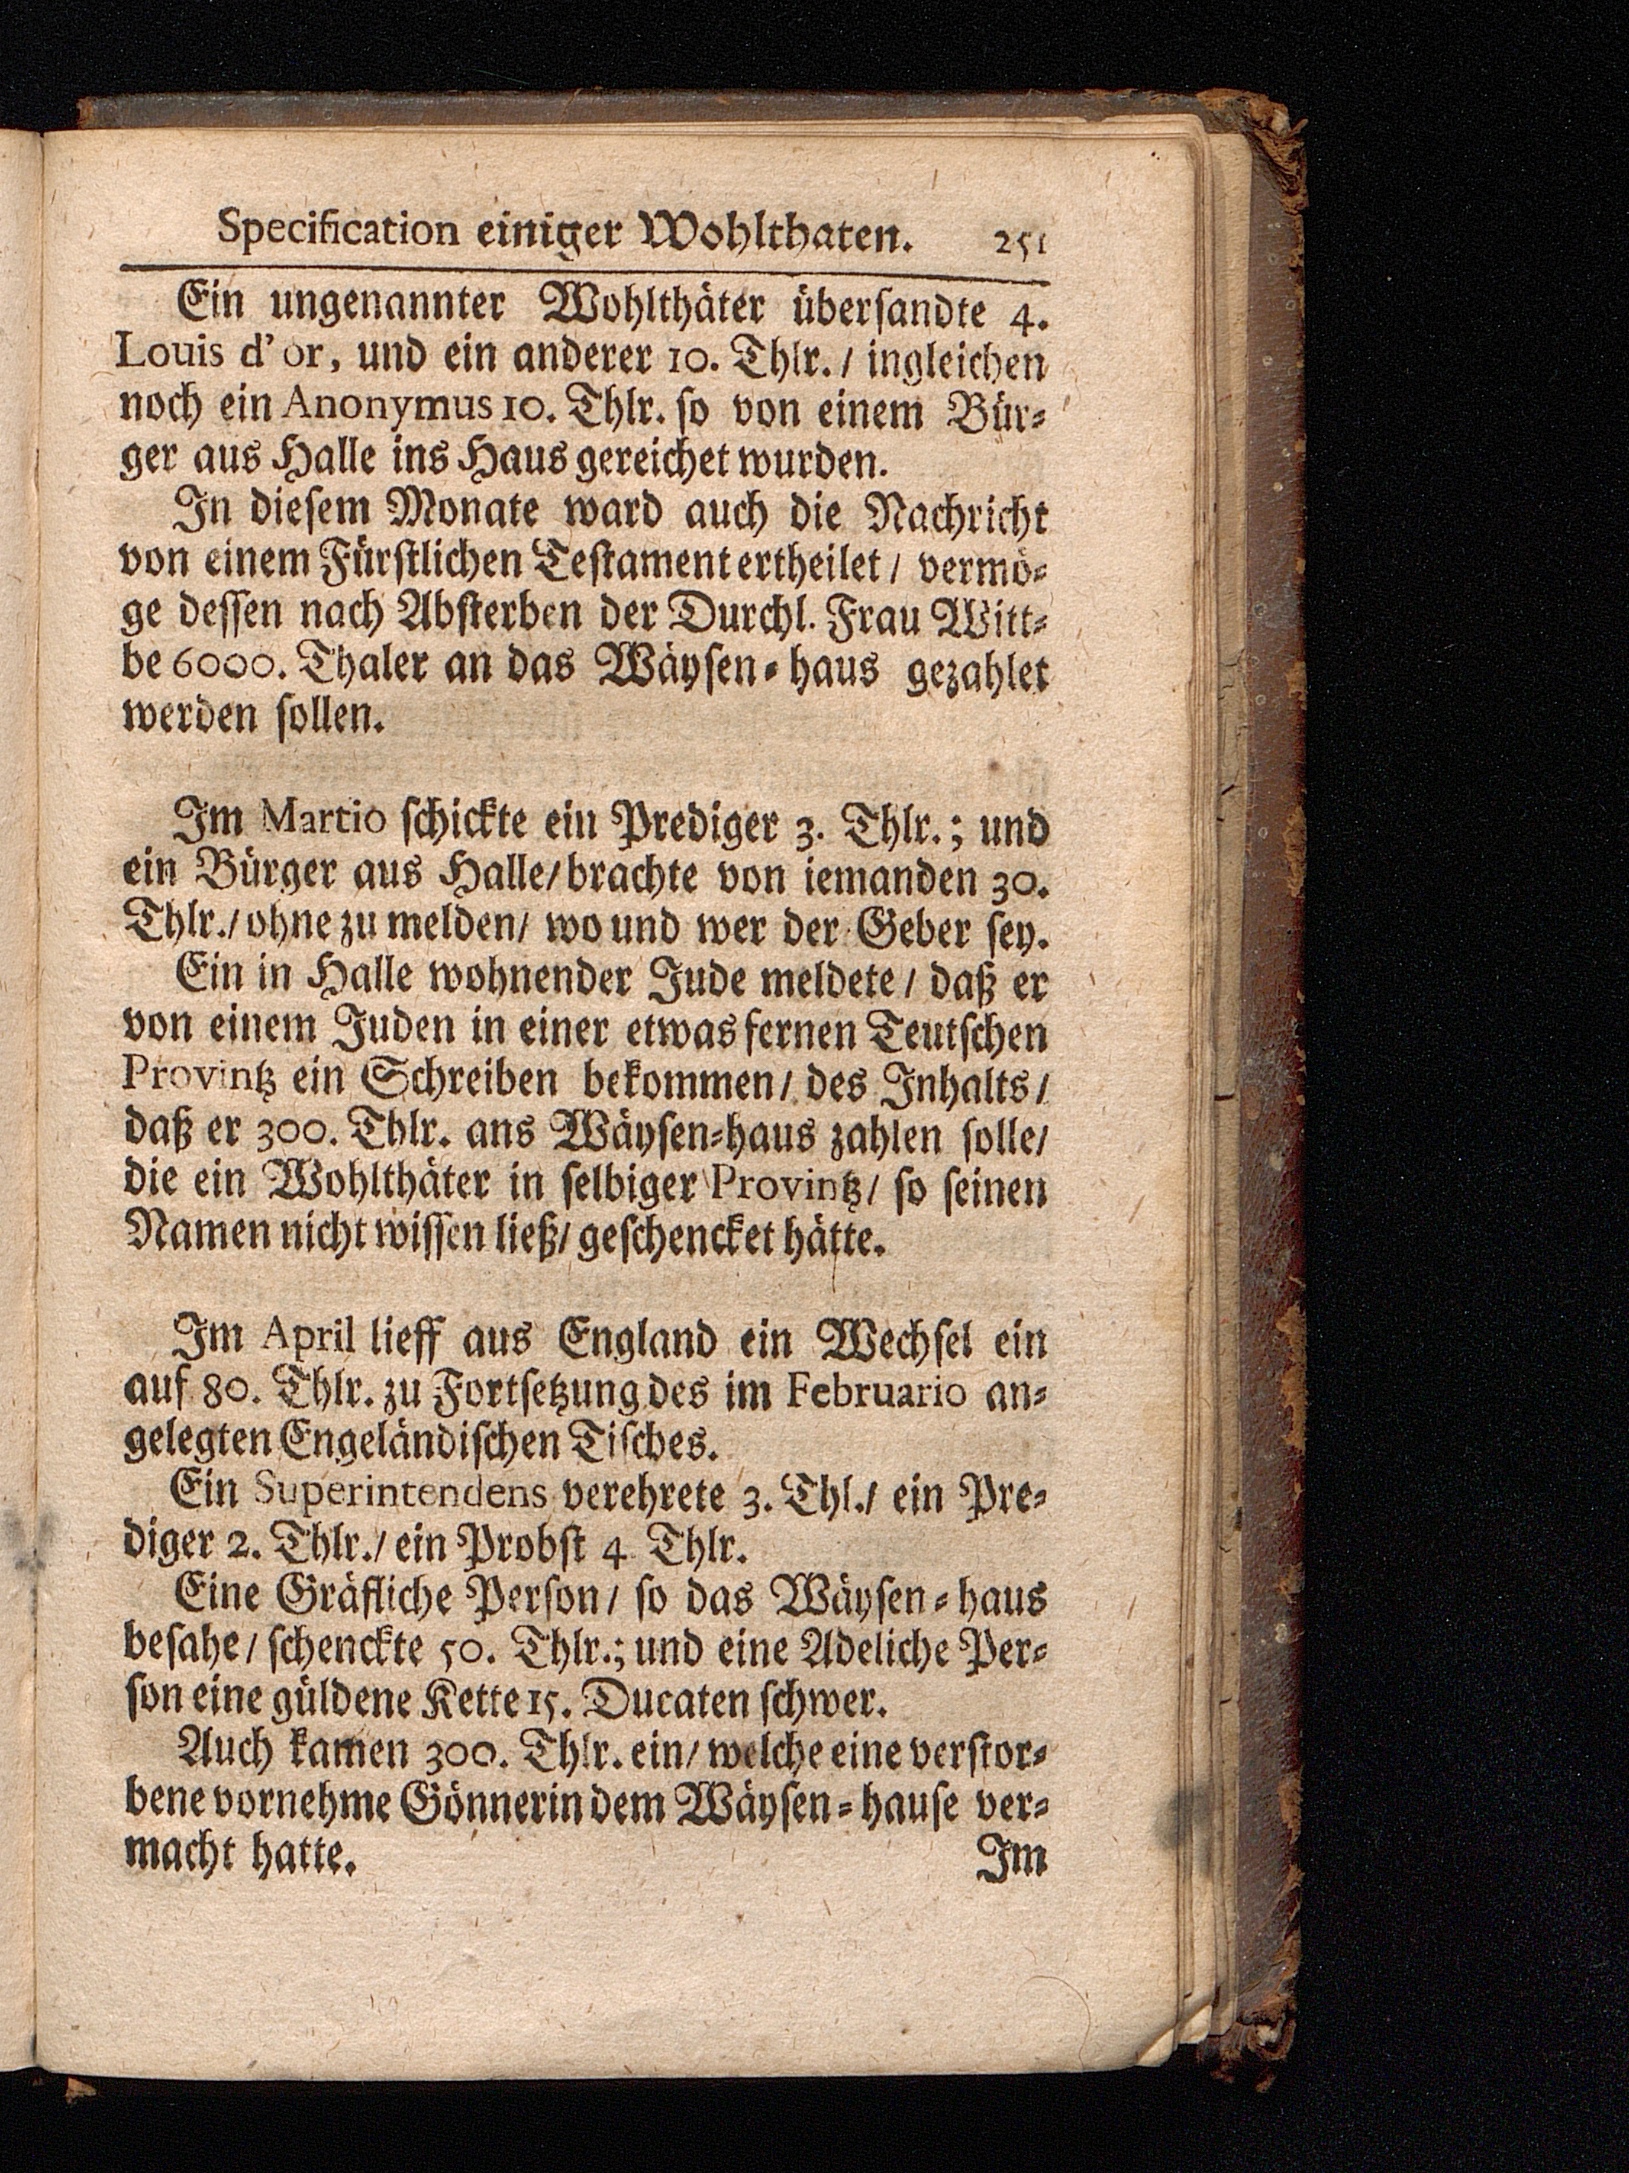 Specification einiger Wohlthaten. 251
Ein ungenannter Wohlthäter überſandte 4.
Louis d'or, und ein anderer 10. Thlr. / ingleichen
noch ein Anonymus 10. Thlr. ſo von einem Bür⸗
ger aus Halle ins Haus gereichet wurden.
In dieſem Monate ward auch die Nachricht
von einem Fürſtlichen Teſtament ertheilet / vermö⸗
ge deſſen nach Abſterben der Durchl. Frau Witt⸗
be 6000. Thaler an das Wäyſen⸗haus gezahlet
werden ſollen.
Im Martio ſchickte ein Prediger 3. Thlr.; und
ein Bürger aus Halle / brachte von iemanden 30.
Thlr. / ohne zu melden / wo und wer der Geber ſey.
Ein in Halle wohnender Jude meldete / daß er
von einem Juden in einer etwas fernen Teutſchen
Provintz ein Schreiben bekommen / des Inhalts /
daß er 300. Thlr. ans Wäyſen⸗haus zahlen ſolle /
die ein Wohlthäter in ſelbiger Provintz / ſo ſeinen
Namen nicht wiſſen ließ / geſchencket hätte.
Im April lieff aus England ein Wechſel ein
auf 80. Thlr. zu Fortſetzung des im Februario an⸗
gelegten Engeländiſchen Tiſches.
Ein Superintendens verehrete 3. Thl. / ein Pre⸗
diger 2. Thlr. / ein Probſt 4 Thlr.
Eine Gräfliche Perſon / ſo das Wäyſen⸗haus
beſahe / ſchenckte 50. Thlr.; und eine Adeliche Per⸗
ſon eine güldene Kette 15. Ducaten ſchwer.
Auch kamen 300. Thlr. ein / welche eine verſtor⸗
bene vornehme Gönnerin dem Wäyſen⸗hauſe ver⸗
macht hatte. Im